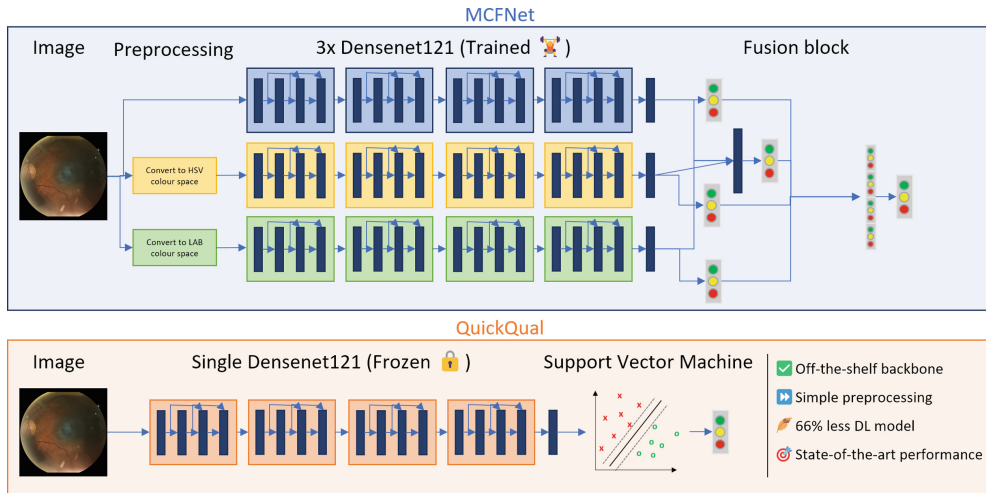 MCFNet
Image
Preprocessing
3x Densenet121 (Trained 🏋️)
Fusion block
Convert to HSV
colour space
Convert to LAB
colour space
QuickQual
Image
Single Densenet121 (Frozen 🔒)
Support Vector Machine
x x
x x x
x x
x
o
o
o o
o o
✅ Off-the-shelf backbone
⏩ Simple preprocessing
🪶 66% less DL model
🎯 State-of-the-art performance